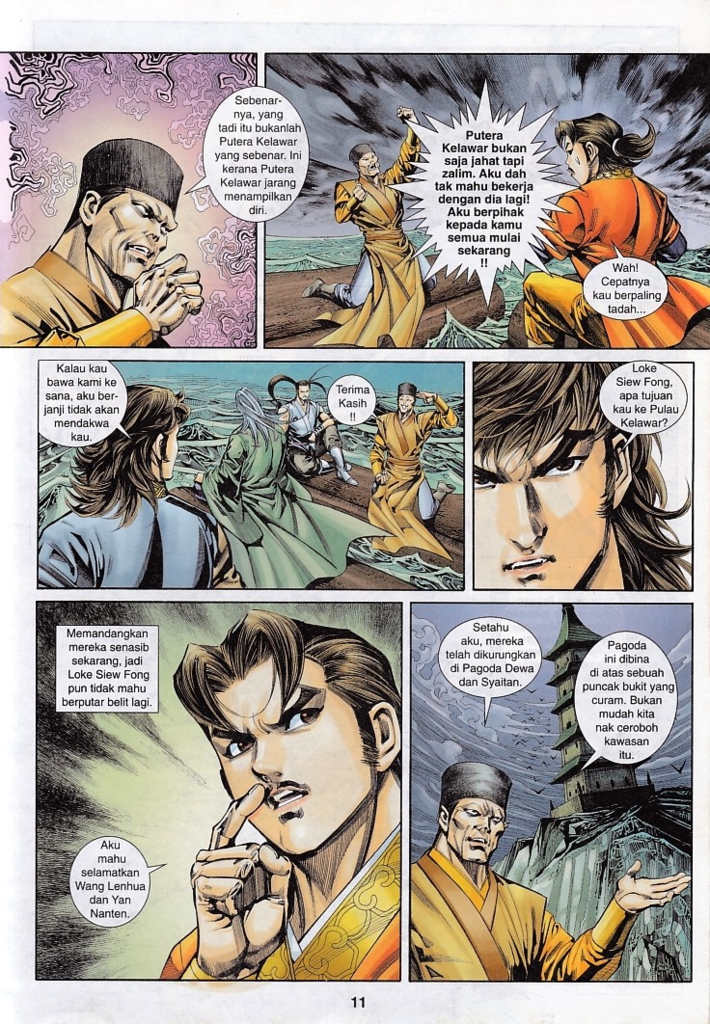 Sebenar-
nya, yang
tadi itu bukanlah
Putera Kelawar
yang sebenar. Ini
kerana Putera
Kelawar jarang
menampilkan
diri.
Putera
Kelawar bukan
saja jahat tapi
zalim. Aku dah
tak mahu bekerja
dengan dia lagi!
Aku berpihak
kepada kamu
semua mulai
sekarang
!!
Wah!
Cepatnya
kau berpaling
tadah...
Kalau kau
bawa kami ke
sana, aku ber-
janji tidak akan
mendakwa
kau.
Terima
Kasih
!!
Loke
Siew Fong,
apa tujuan
kau ke Pulau
Kelawar?
Memandangkan
mereka senasib
sekarang, jadi
Loke Siew Fong
pun tidak mahu
berputar belit lagi.
Aku
mahu
selamatkan
Wang Lenhua
dan Yan
Nanten.
Setahu
aku, mereka
telah dikurungkan
di Pagoda Dewa
dan Syaitan.
Pagoda
ini dibina
di atas sebuah
puncak bukit yang
curam. Bukan
mudah kita
nak ceroboh
kawasan
itu.
11